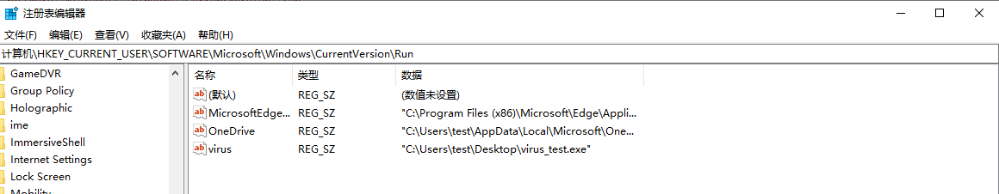 注册表编辑器
文件(F) 编辑(E) 查看(V) 收藏夹(A) 帮助(H)
计算机\HKEY_CURRENT_USER\SOFTWARE\Microsoft\Windows\CurrentVersion\Run
GameDVR
Group Policy
Holographic
ime
ImmersiveShell
Internet Settings
Lock Screen
Mobility
名称 类型 数据
(默认) REG_SZ (数值未设置)
MicrosoftEdge... REG_SZ "C:\Program Files (x86)\Microsoft\Edge\Appli...
OneDrive REG_SZ "C:\Users\test\AppData\Local\Microsoft\One...
virus REG_SZ "C:\Users\test\Desktop\virus_test.exe"